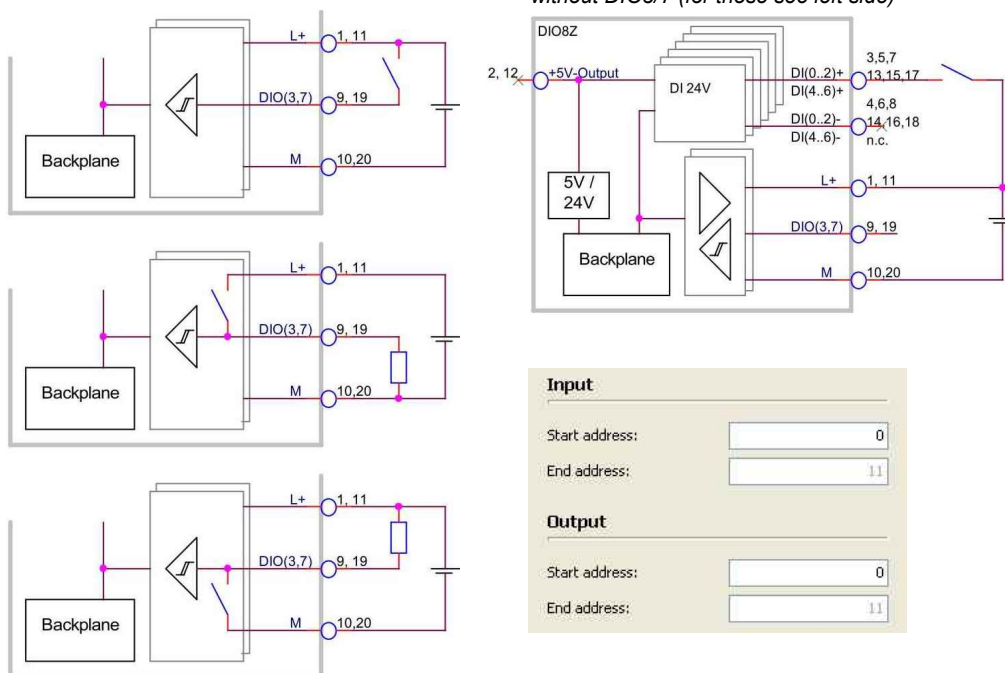 without DIO3/7 (for those see left side)
L+ 1, 11
DIO(3,7) 9, 19
M 10,20
Backplane
L+ 1, 11
DIO(3,7) 9, 19
M 10,20
Backplane
L+ 1, 11
DIO(3,7) 9, 19
M 10,20
Backplane
DIO8Z
2, 12 +5V-Output
DI 24V
DI(0..2)+ 3,5,7
DI(4..6)+ 13,15,17
DI(0..2)- 4,6,8
DI(4..6)- 14,16,18
n.c.
5V /
24V
L+ 1, 11
DIO(3,7) 9, 19
Backplane
M 10,20
Input
Start address: 0
End address: 11
Output
Start address: 0
End address: 11